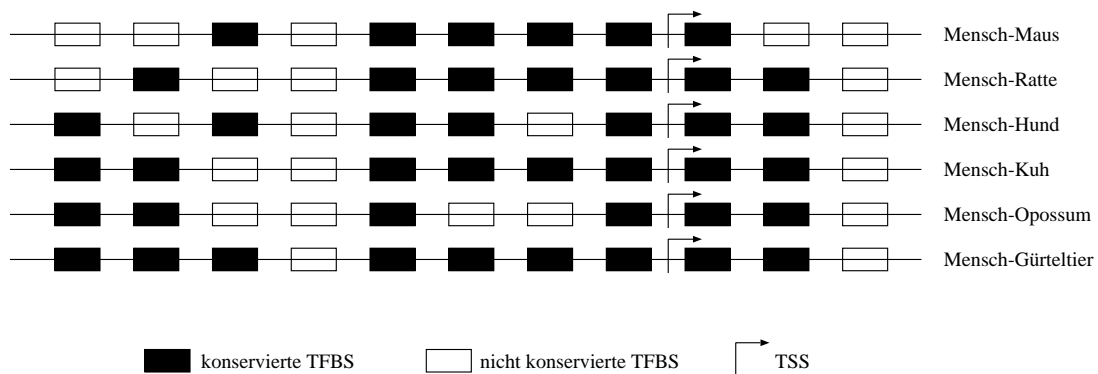 Mensch-Maus
Mensch-Ratte
Mensch-Hund
Mensch-Kuh
Mensch-Opossum
Mensch-Gürteltier
konservierte TFBS
nicht konservierte TFBS
TSS